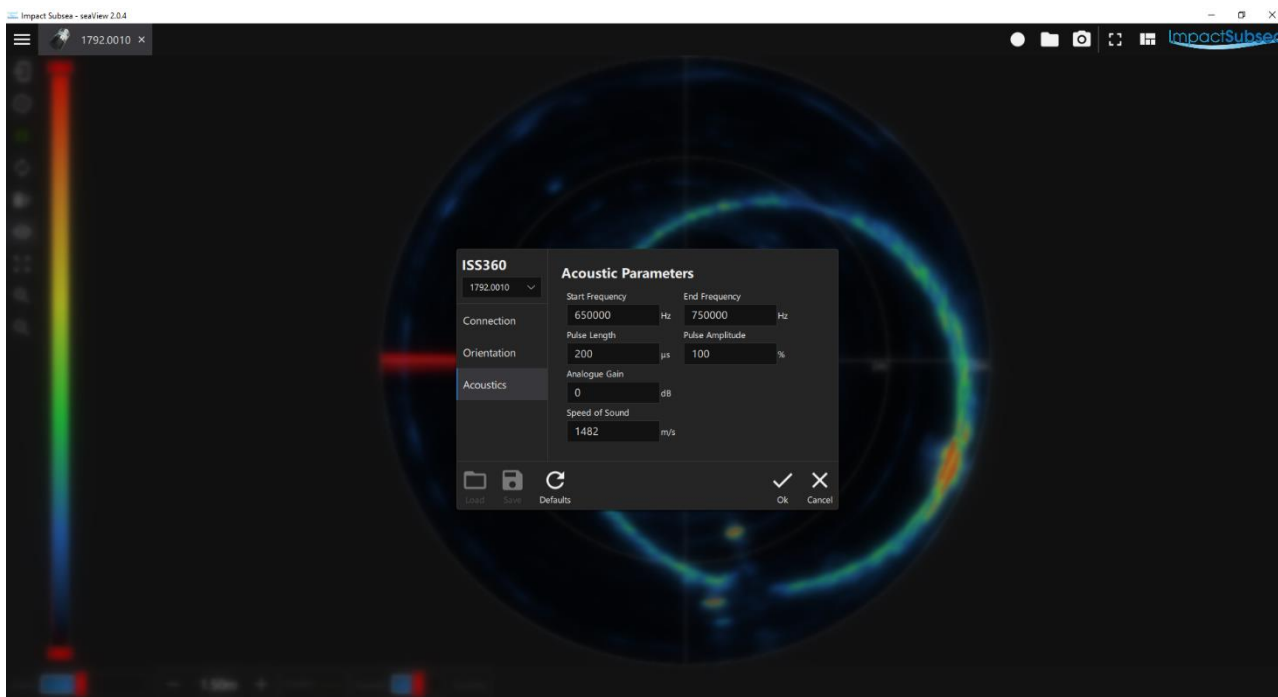 Impact Subsea - seaView 2.0.4
1792.0010 ×
ImpactSubsea
ISS360
1792.0010
Connection
Orientation
Acoustics
Acoustic Parameters
Start Frequency End Frequency
650000 Hz 750000 Hz
Pulse Length Pulse Amplitude
200 µs 100 %
Analogue Gain
0 dB
Speed of Sound
1482 m/s
Load Save Defaults Ok Cancel
1.50m